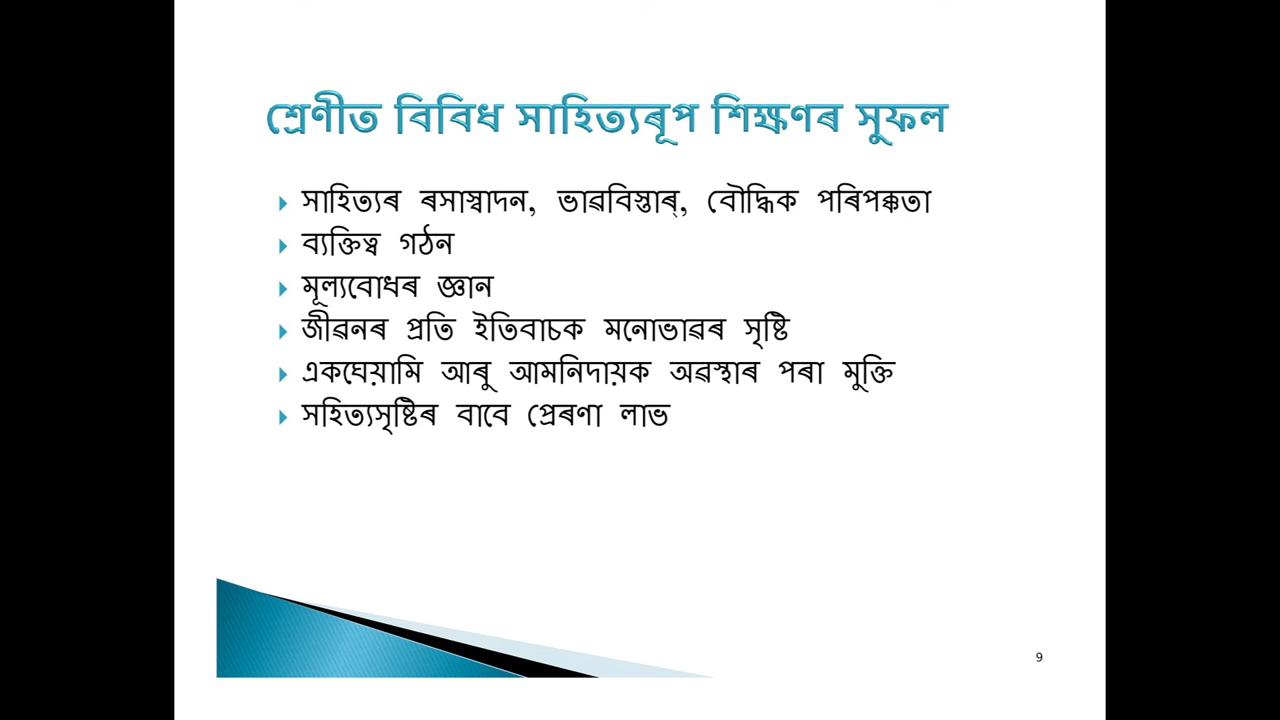 শ্ৰেণীত বিবিধ সাহিত্যৰূপ শিক্ষণৰ সুফল
সাহিত্যৰ ৰসাস্বাদন, ভাৱবিস্তাৰ্, বৌদ্ধিক পৰিপক্কতা
ব্যক্তিত্ব গঠন
মূল্যবোধৰ জ্ঞান
জীৱনৰ প্ৰতি ইতিবাচক মনোভাৱৰ সৃষ্টি
একঘেয়ামি আৰু আমনিদায়ক অৱস্থাৰ পৰা মুক্তি
সহিত্যসৃষ্টিৰ বাবে প্ৰেৰণা লাভ
9